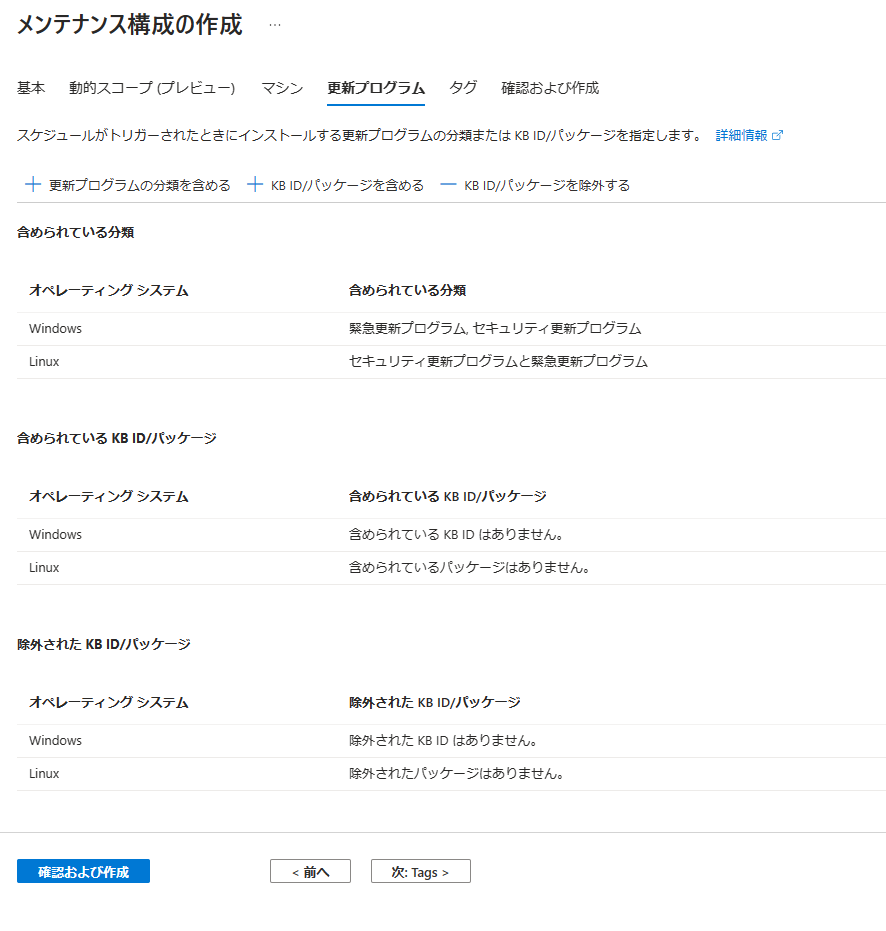 メンテナンス構成の作成 …
基本 動的スコープ (プレビュー) マシン 更新プログラム タグ 確認および作成
スケジュールがトリガーされたときにインストールする更新プログラムの分類または KB ID/パッケージを指定します。 詳細情報
＋ 更新プログラムの分類を含める ＋ KB ID/パッケージを含める — KB ID/パッケージを除外する
含められている分類
オペレーティング システム 含められている分類
Windows 緊急更新プログラム, セキュリティ更新プログラム
Linux セキュリティ更新プログラムと緊急更新プログラム
含められている KB ID/パッケージ
オペレーティング システム 含められている KB ID/パッケージ
Windows 含められている KB ID はありません。
Linux 含められているパッケージはありません。
除外された KB ID/パッケージ
オペレーティング システム 除外された KB ID/パッケージ
Windows 除外された KB ID はありません。
Linux 除外されたパッケージはありません。
確認および作成 < 前へ 次: Tags >